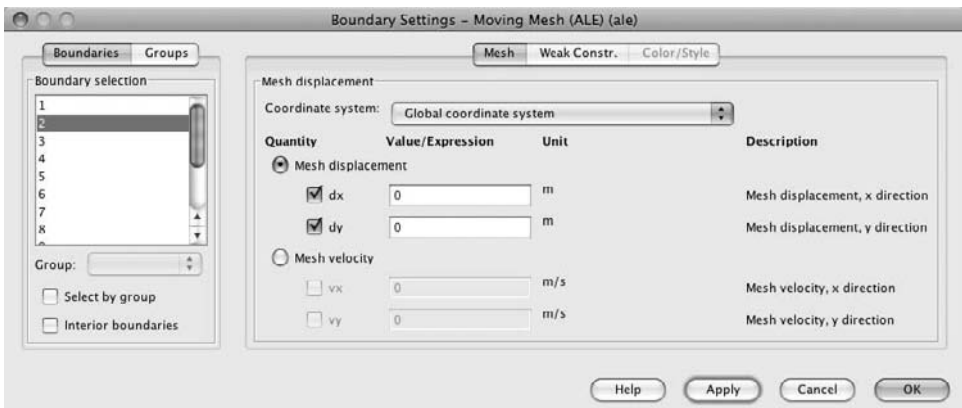 Boundary Settings – Moving Mesh (ALE) (ale)
Boundaries Groups
Boundary selection
1
2
3
4
5
6
7
8
Group:
Select by group
Interior boundaries
Mesh Weak Constr. Color/Style
Mesh displacement
Coordinate system: Global coordinate system
Quantity Value/Expression Unit Description
Mesh displacement
dx 0 m Mesh displacement, x direction
dy 0 m Mesh displacement, y direction
Mesh velocity
vx 0 m/s Mesh velocity, x direction
vy 0 m/s Mesh velocity, y direction
Help Apply Cancel OK